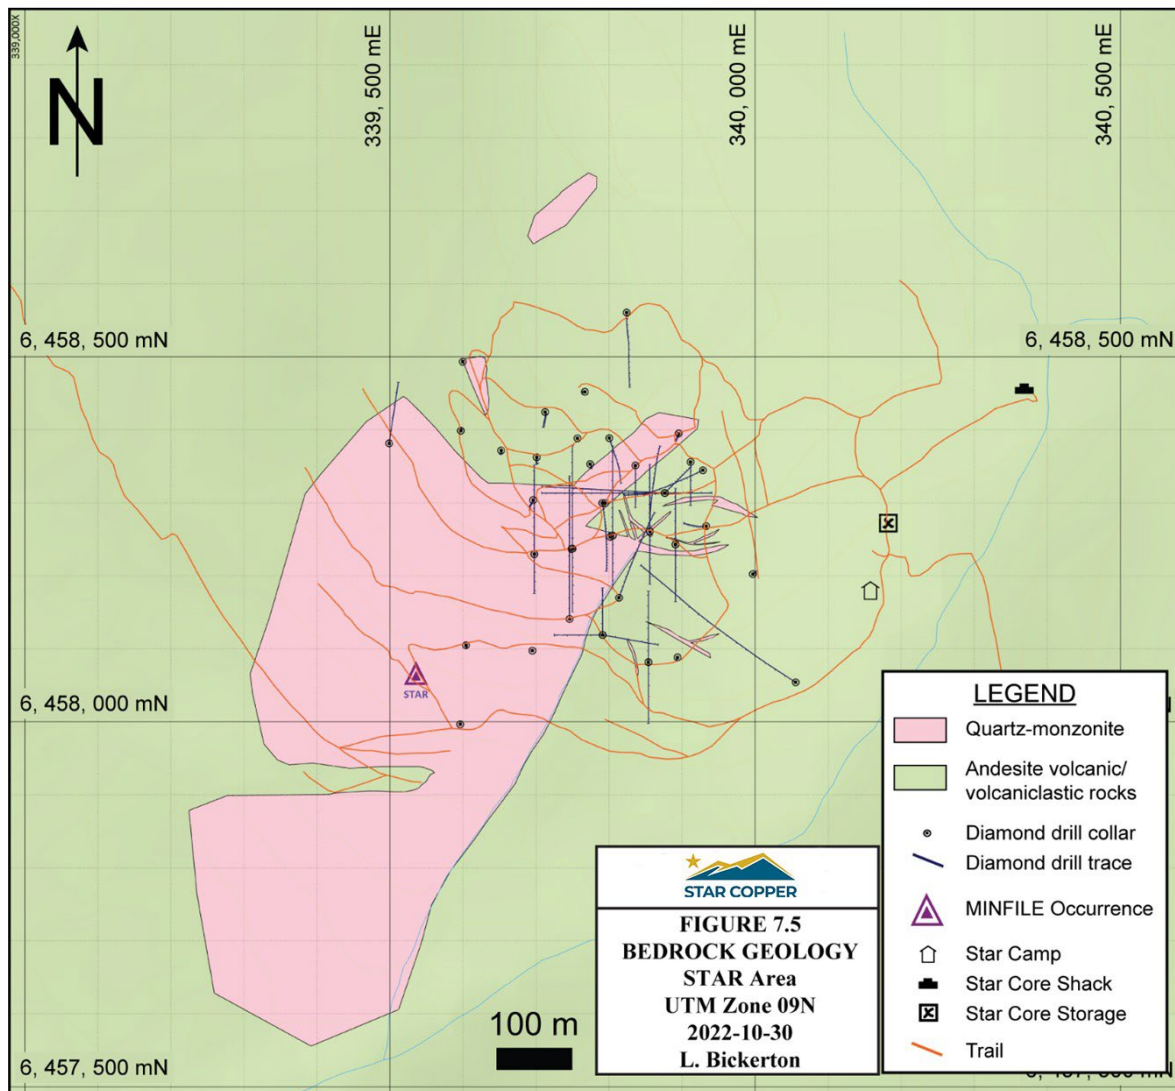 339,000X
339, 500 mE
340, 000 mE
340, 500 mE
N
6, 458, 500 mN
6, 458, 500 mN
STAR
6, 458, 000 mN
LEGEND
Quartz-monzonite
Andesite volcanic/
volcaniclastic rocks
Diamond drill collar
Diamond drill trace
MINFILE Occurrence
Star Camp
Star Core Shack
Star Core Storage
Trail
STAR COPPER
FIGURE 7.5
BEDROCK GEOLOGY
STAR Area
UTM Zone 09N
2022-10-30
L. Bickerton
100 m
6, 457, 500 mN